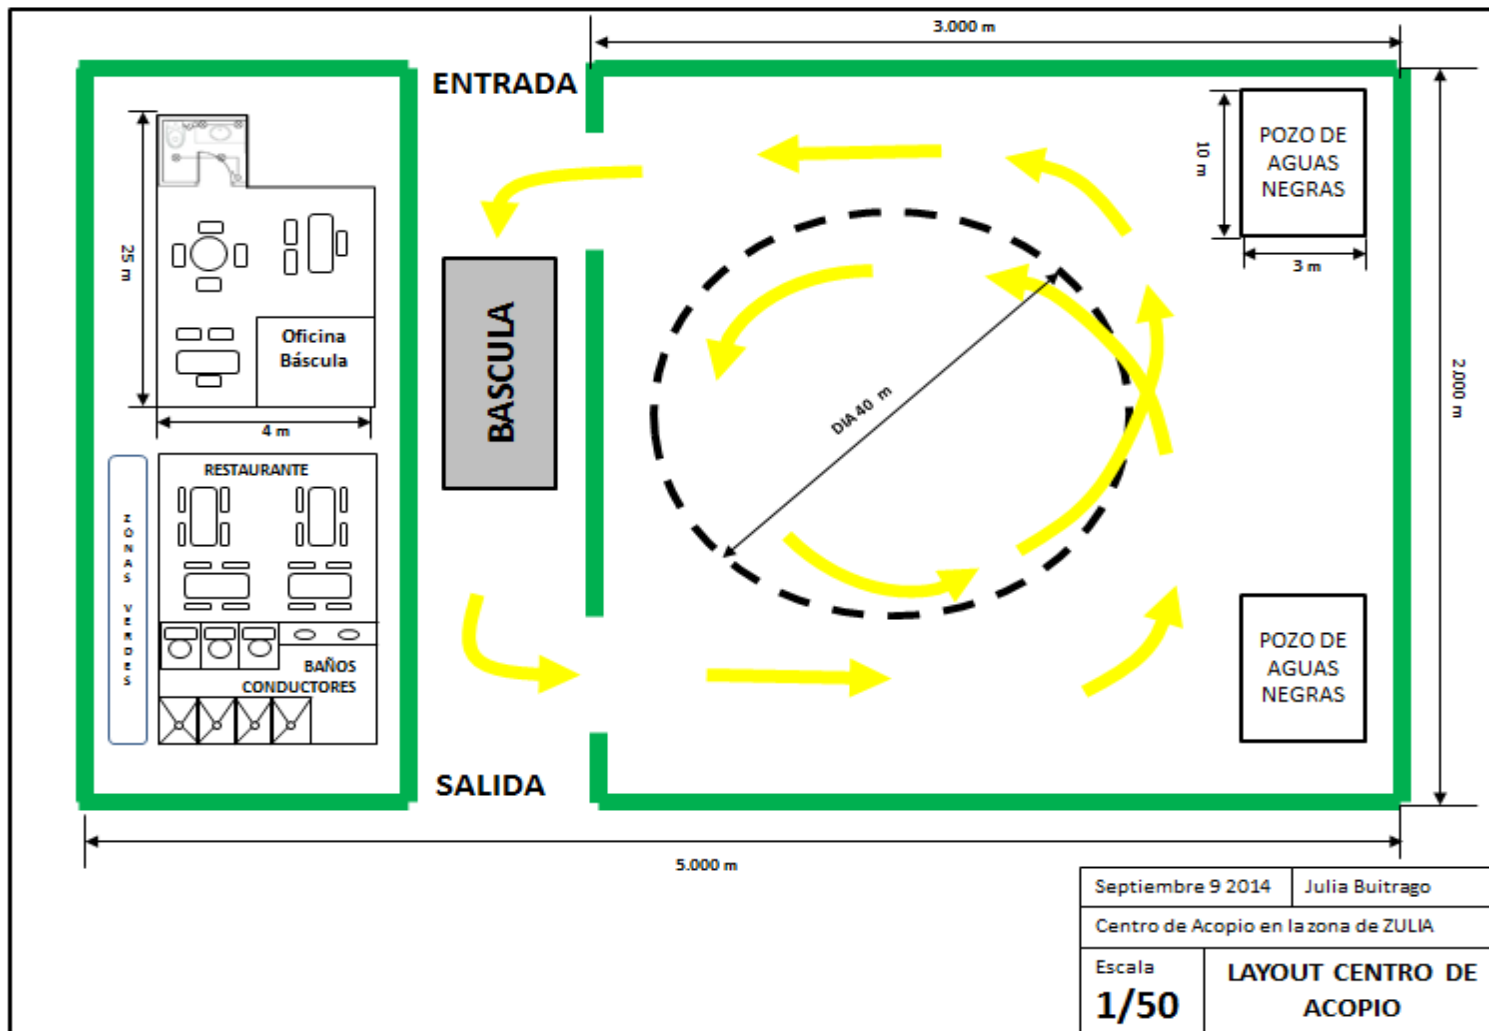 3.000 m
ENTRADA
POZO DE
AGUAS
NEGRAS
10 m
3 m
25 m
Oficina
Báscula
4 m
BASCULA
DIA 40 m
2.000 m
RESTAURANTE
ZONAS VERDES
BAÑOS
CONDUCTORES
POZO DE
AGUAS
NEGRAS
SALIDA
5.000 m
Septiembre 9 2014
Julia Buitrago
Centro de Acopio en la zona de ZULIA
Escala
1/50
LAYOUT CENTRO DE
ACOPIO